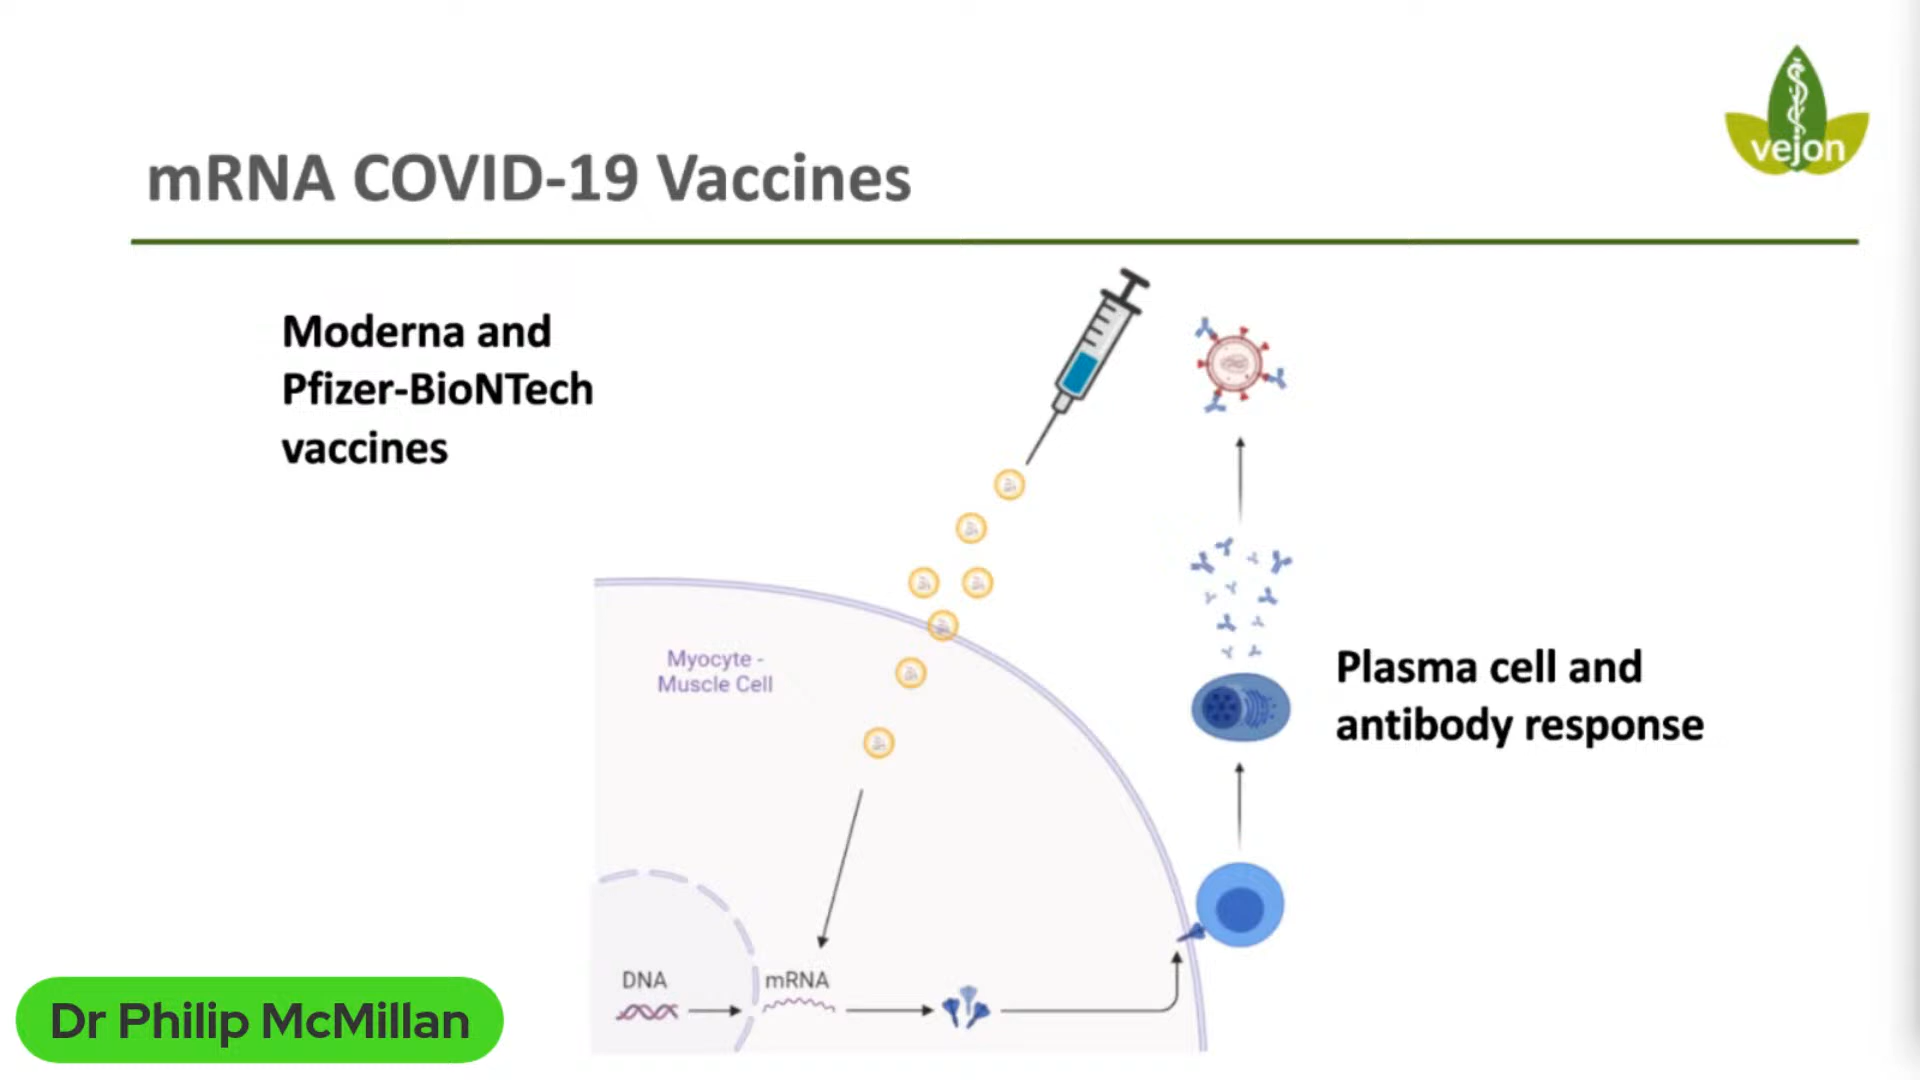 vejon
mRNA COVID-19 Vaccines
Moderna and
Pfizer-BioNTech
vaccines
Myocyte -
Muscle Cell
Plasma cell and
antibody response
DNA
mRNA
Dr Philip McMillan